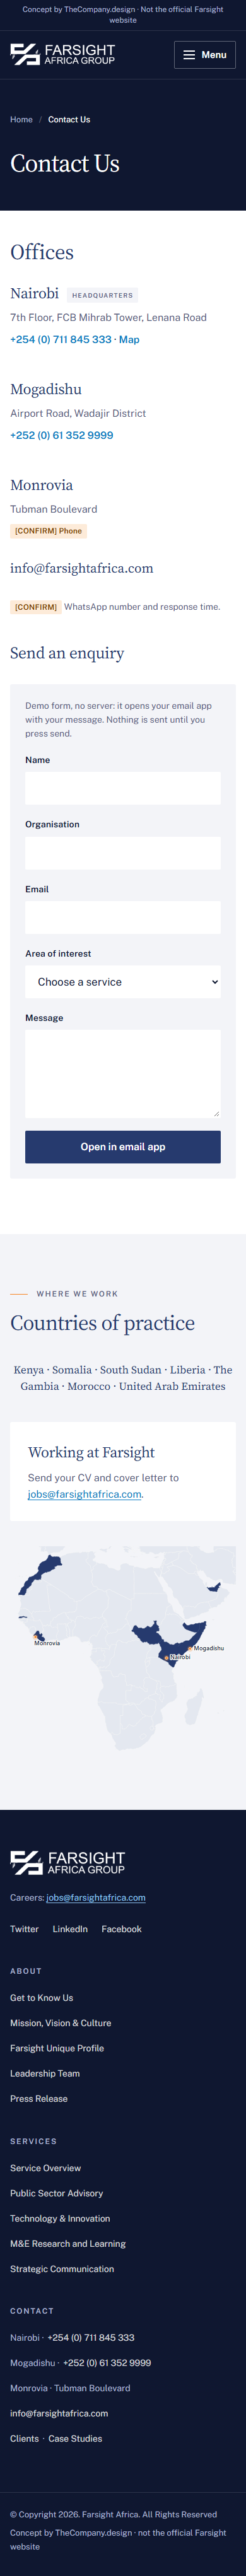 Concept by TheCompany.design · Not the official Farsight
website
FARSIGHT
AFRICA GROUP
Menu
Home / Contact Us
Contact Us
Offices
Nairobi HEADQUARTERS
7th Floor, FCB Mihrab Tower, Lenana Road
+254 (0) 711 845 333 · Map
Mogadishu
Airport Road, Wadajir District
+252 (0) 61 352 9999
Monrovia
Tubman Boulevard
[CONFIRM] Phone
info@farsightafrica.com
[CONFIRM] WhatsApp number and response time.
Send an enquiry
Demo form, no server: it opens your email app
with your message. Nothing is sent until you
press send.
Name
Organisation
Email
Area of interest
Choose a service
Message
Open in email app
WHERE WE WORK
Countries of practice
Kenya · Somalia · South Sudan · Liberia · The
Gambia · Morocco · United Arab Emirates
Working at Farsight
Send your CV and cover letter to
jobs@farsightafrica.com.
Monrovia
Mogadishu
Nairobi
FARSIGHT
AFRICA GROUP
Careers: jobs@farsightafrica.com
Twitter LinkedIn Facebook
ABOUT
Get to Know Us
Mission, Vision & Culture
Farsight Unique Profile
Leadership Team
Press Release
SERVICES
Service Overview
Public Sector Advisory
Technology & Innovation
M&E Research and Learning
Strategic Communication
CONTACT
Nairobi · +254 (0) 711 845 333
Mogadishu · +252 (0) 61 352 9999
Monrovia · Tubman Boulevard
info@farsightafrica.com
Clients · Case Studies
© Copyright 2026. Farsight Africa. All Rights Reserved
Concept by TheCompany.design · not the official Farsight
website